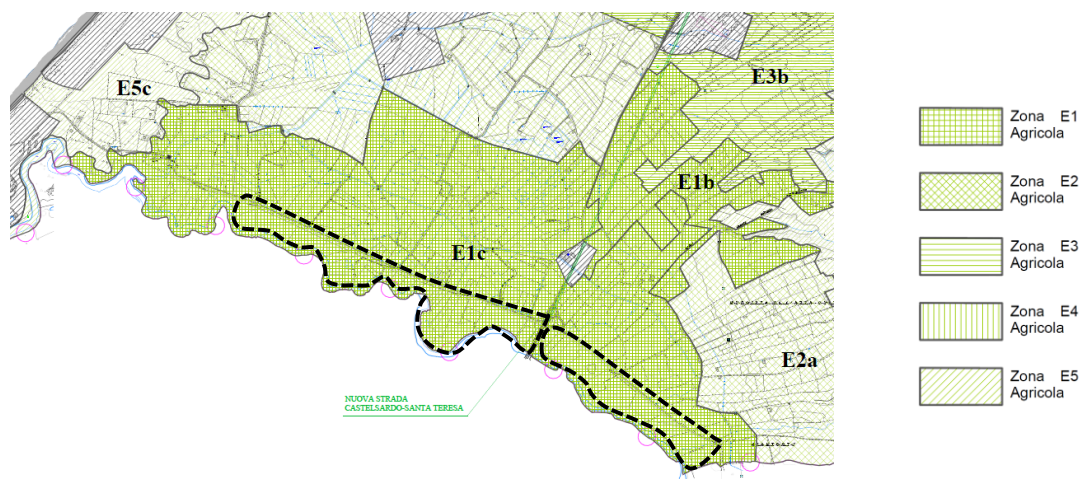 E5c
E3b
E1b
E1c
E2a
NUOVA STRADA
CASTELSARDO-SANTA TERESA
Zona E1
Agricola
Zona E2
Agricola
Zona E3
Agricola
Zona E4
Agricola
Zona E5
Agricola